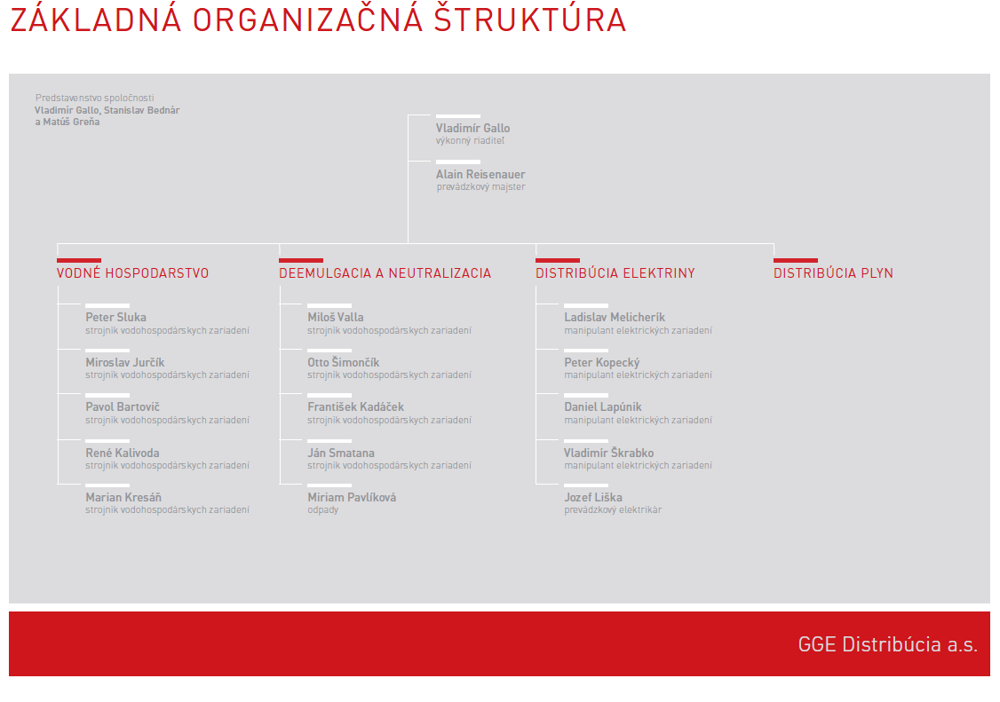 ZÁKLADNÁ ORGANIZAČNÁ ŠTRUKTÚRA
Predstavenstvo spoločnosti
Vladimír Gallo, Stanislav Bednár
a Matúš Greňa
Vladimír Gallo
výkonný riaditeľ
Alain Reisenauer
prevádzkový majster
VODNÉ HOSPODARSTVO
Peter Sluka
strojník vodohospodárskych zariadení
Miroslav Jurčík
strojník vodohospodárskych zariadení
Pavol Bartovič
strojník vodohospodárskych zariadení
René Kalivoda
strojník vodohospodárskych zariadení
Marian Kresáň
strojník vodohospodárskych zariadení
DEEMULGACIA A NEUTRALIZACIA
Miloš Valla
strojník vodohospodárskych zariadení
Otto Šimončík
strojník vodohospodárskych zariadení
František Kadáček
strojník vodohospodárskych zariadení
Ján Smatana
strojník vodohospodárskych zariadení
Miriam Pavlíková
odpady
DISTRIBÚCIA ELEKTRINY
Ladislav Melicherik
manipulant elektrických zariadení
Peter Kopecký
manipulant elektrických zariadení
Daniel Lapúnik
manipulant elektrických zariadení
Vladimir Škrabko
manipulant elektrických zariadení
Jozef Liška
prevádzkový elektrikár
DISTRIBÚCIA PLYN
GGE Distribúcia a.s.